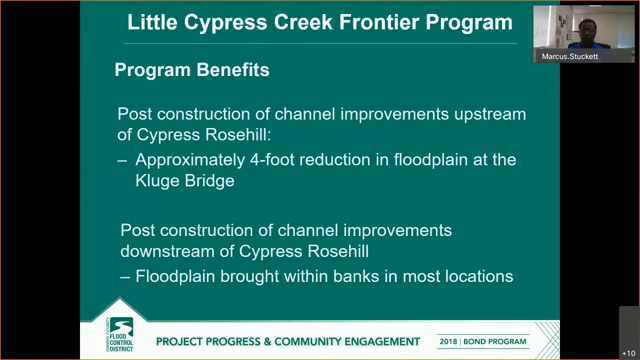 Little Cypress Creek Frontier Program
Program Benefits
Post construction of channel improvements upstream
of Cypress Rosehill:
– Approximately 4-foot reduction in floodplain at the
Kluge Bridge
Post construction of channel improvements
downstream of Cypress Rosehill
– Floodplain brought within banks in most locations
FLOOD
CONTROL
DISTRICT
PROJECT PROGRESS & COMMUNITY ENGAGEMENT
2018 | BOND PROGRAM
Marcus.Stuckett
+10